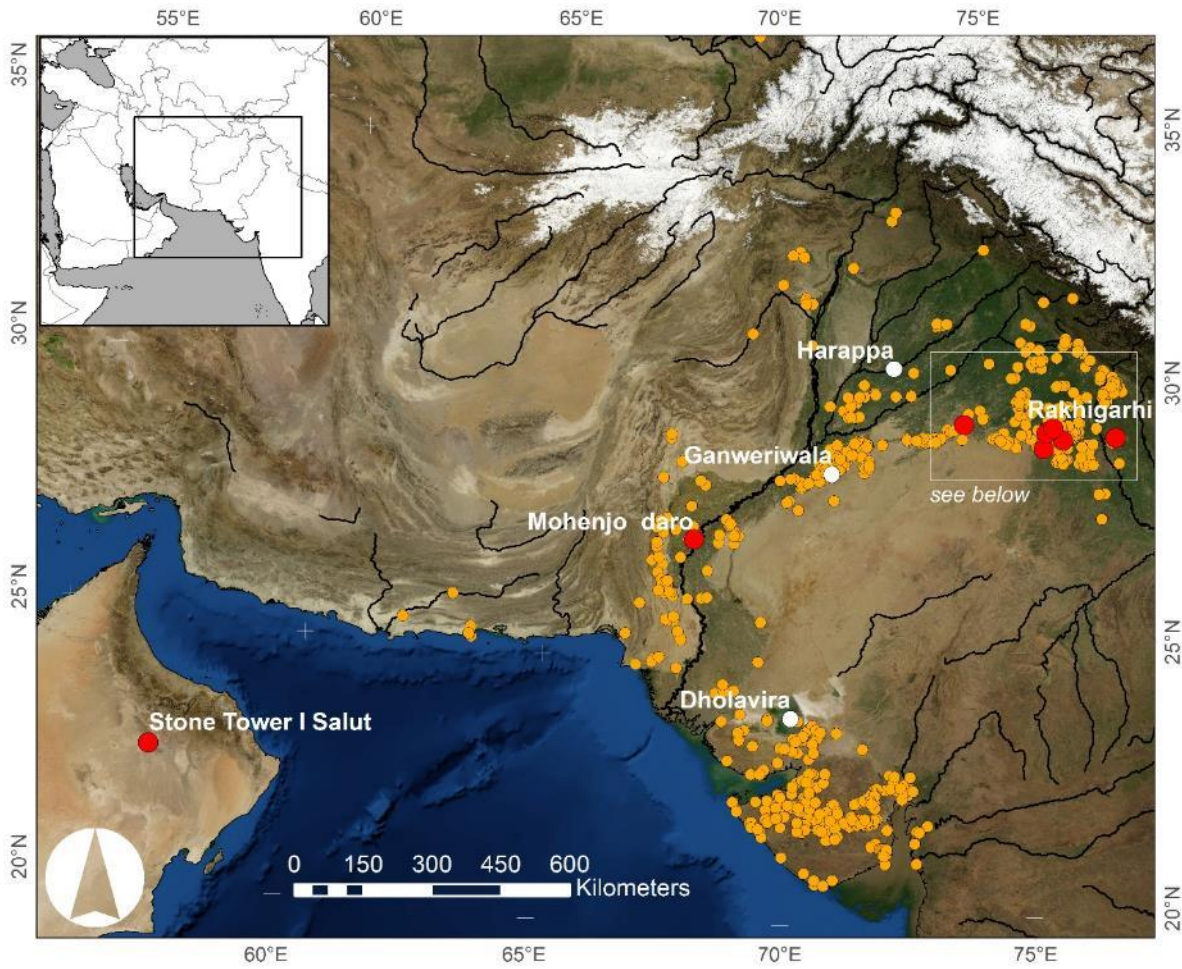 55°E 60°E 65°E 70°E 75°E
35°N
35°N
30°N
30°N
Harappa
Rakhigarhi
Ganweriwala
see below
Mohenjo daro
25°N
25°N
Dholavira
Stone Tower I Salut
20°N
20°N
0 150 300 450 600
Kilometers
60°E 65°E 70°E 75°E